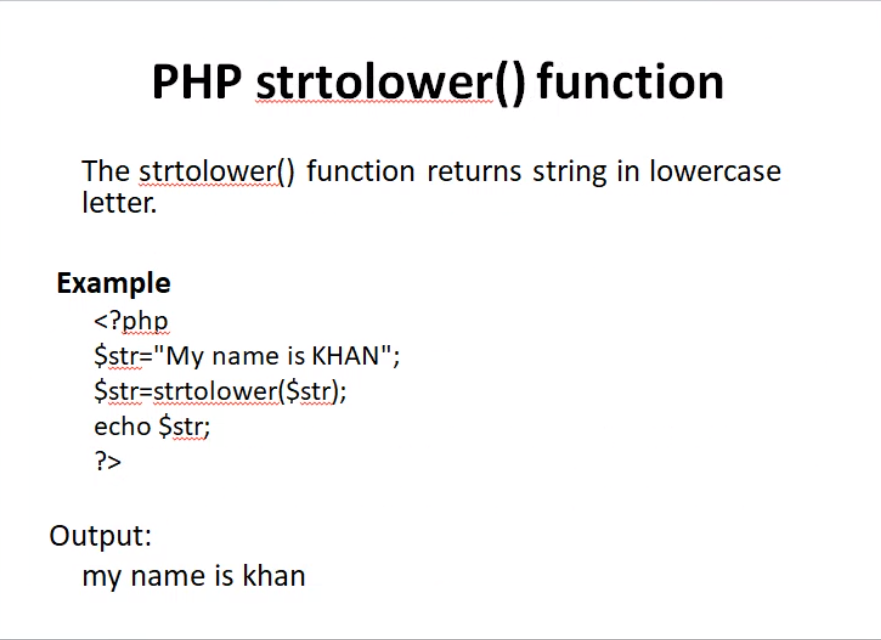 PHP strtolower() function
The strtolower() function returns string in lowercase
letter.
Example
<?php
$str="My name is KHAN";
$str=strtolower($str);
echo $str;
?>
Output:
my name is khan